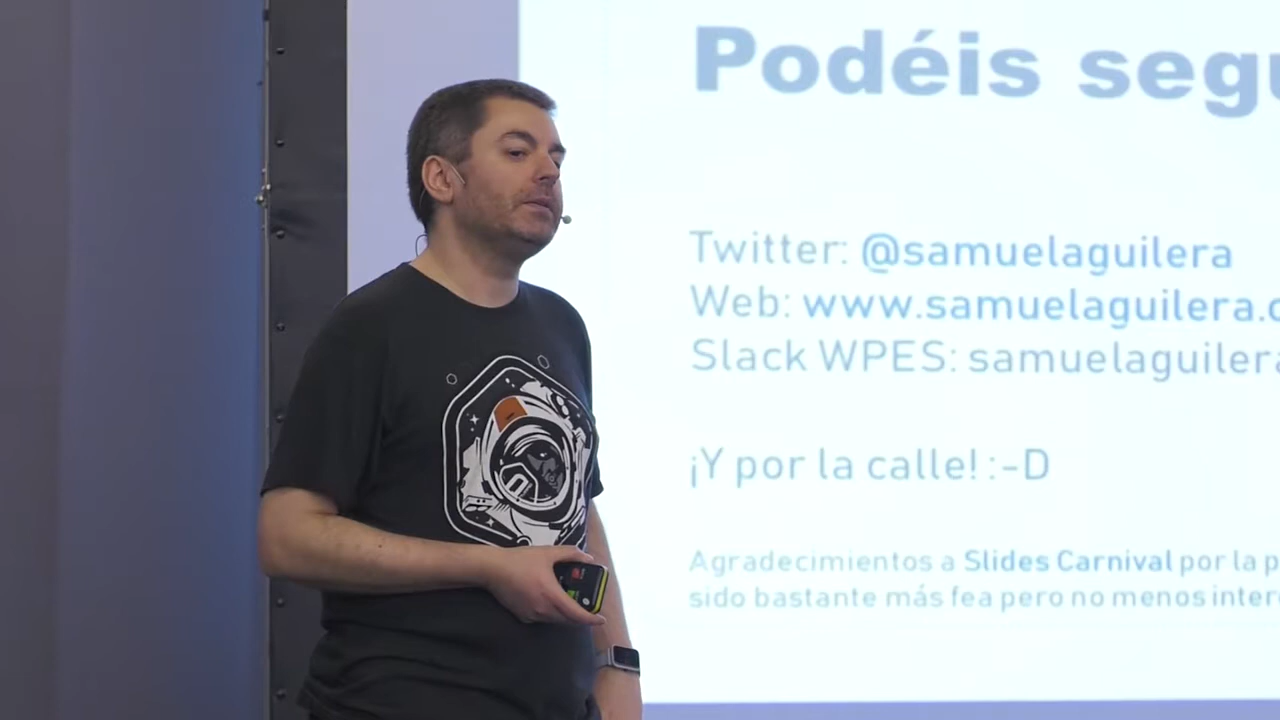 Podéis segu
Twitter: @samuelaguilera
Web: www.samuelaguilera.c
Slack WPES: samuelaguilera
¡Y por la calle! :-D
Agradecimientos a Slides Carnival por la p
sido bastante más fea pero no menos inter